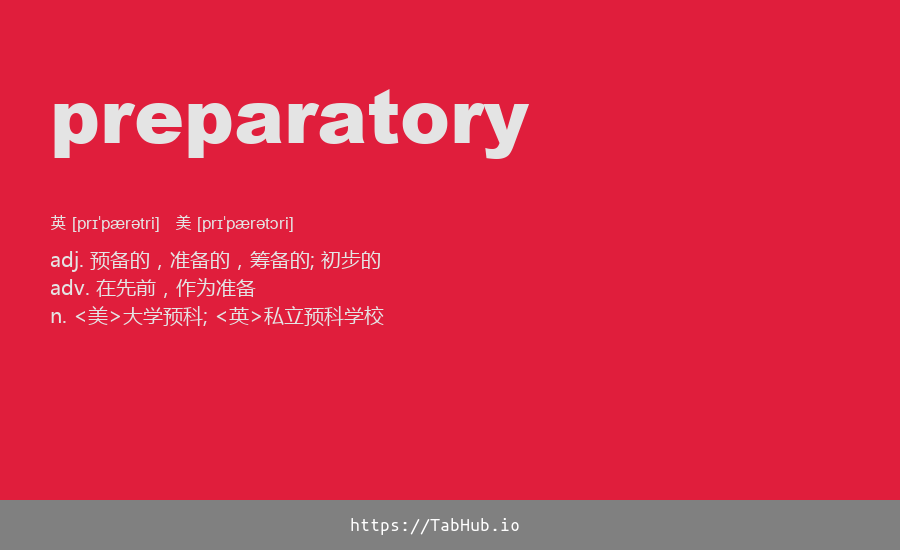 preparatory
英 [prɪˈpærətri] 美 [prɪˈpærətɔri]
adj. 预备的，准备的，筹备的; 初步的
adv. 在先前，作为准备
n. <美>大学预科; <英>私立预科学校
https://TabHub.io